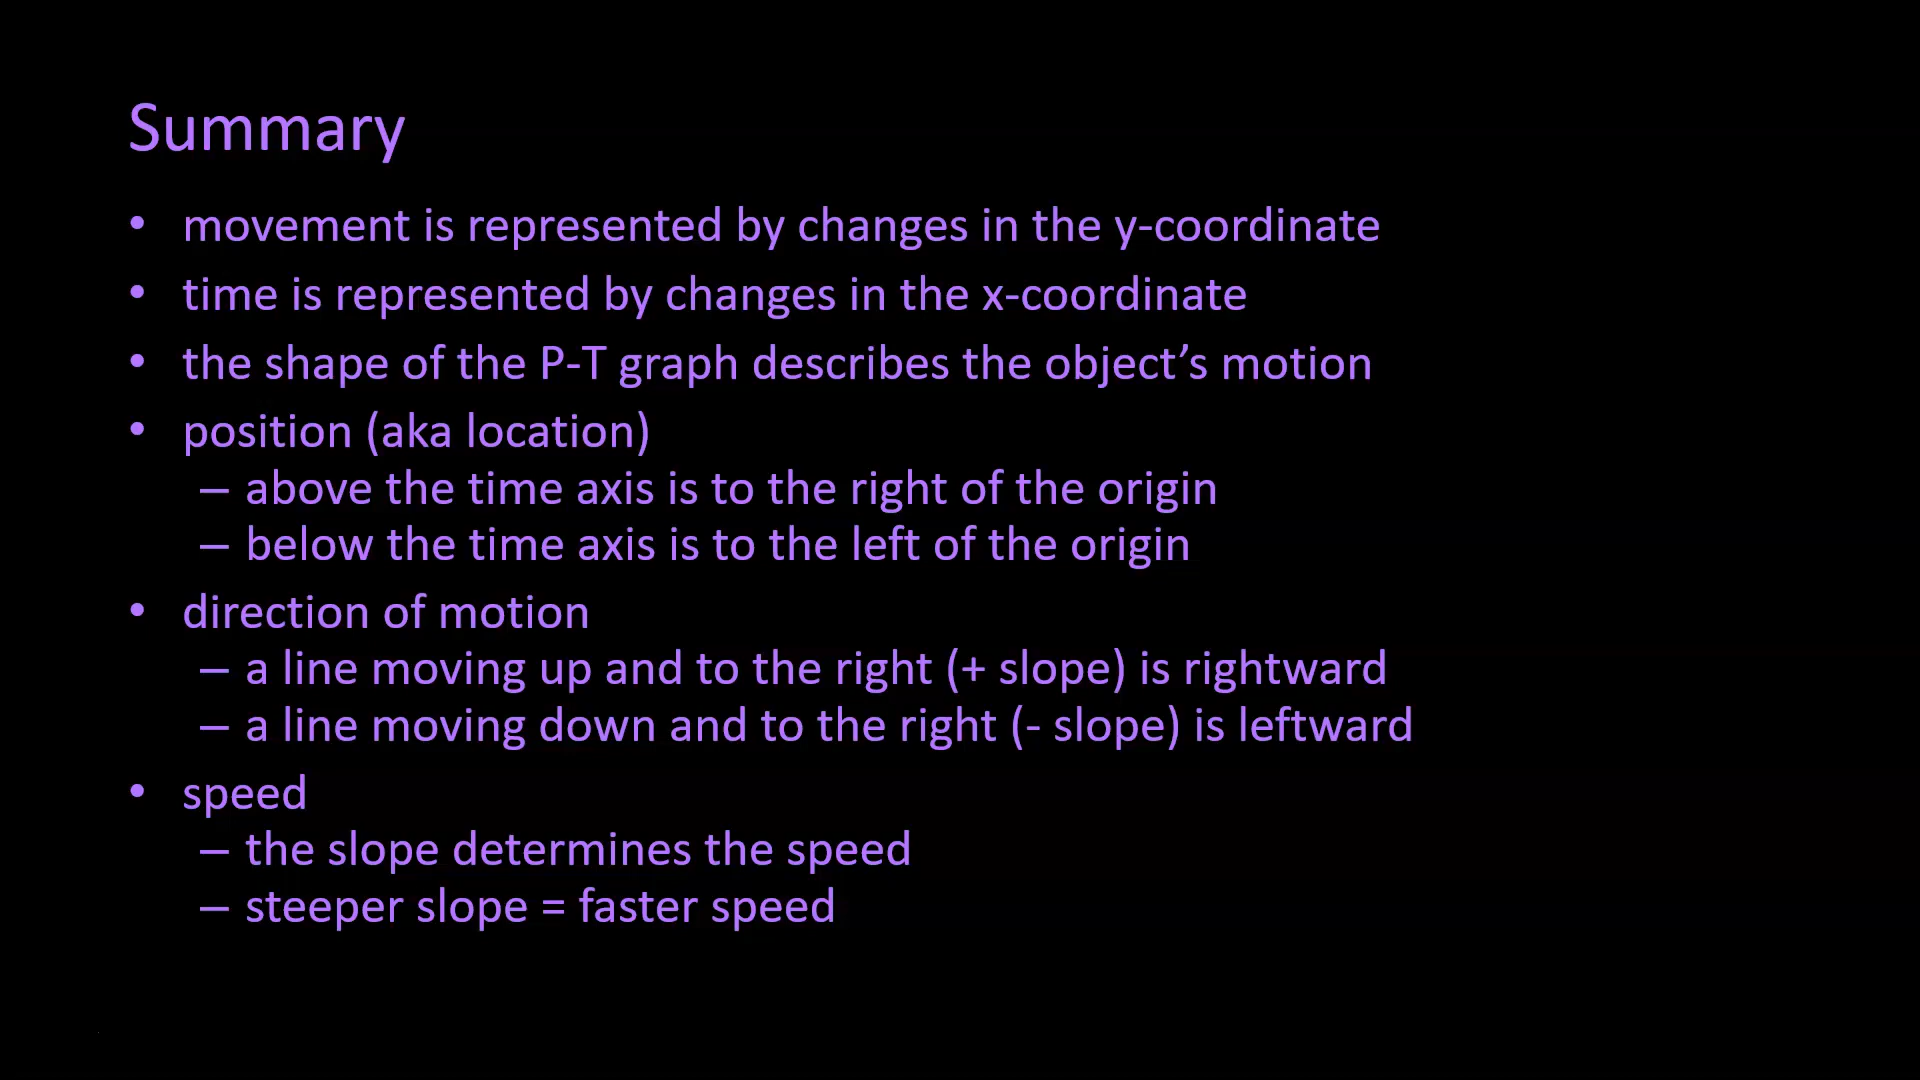 Summary
• movement is represented by changes in the y-coordinate
• time is represented by changes in the x-coordinate
• the shape of the P-T graph describes the object’s motion
• position (aka location)
– above the time axis is to the right of the origin
– below the time axis is to the left of the origin
• direction of motion
– a line moving up and to the right (+ slope) is rightward
– a line moving down and to the right (- slope) is leftward
• speed
– the slope determines the speed
– steeper slope = faster speed